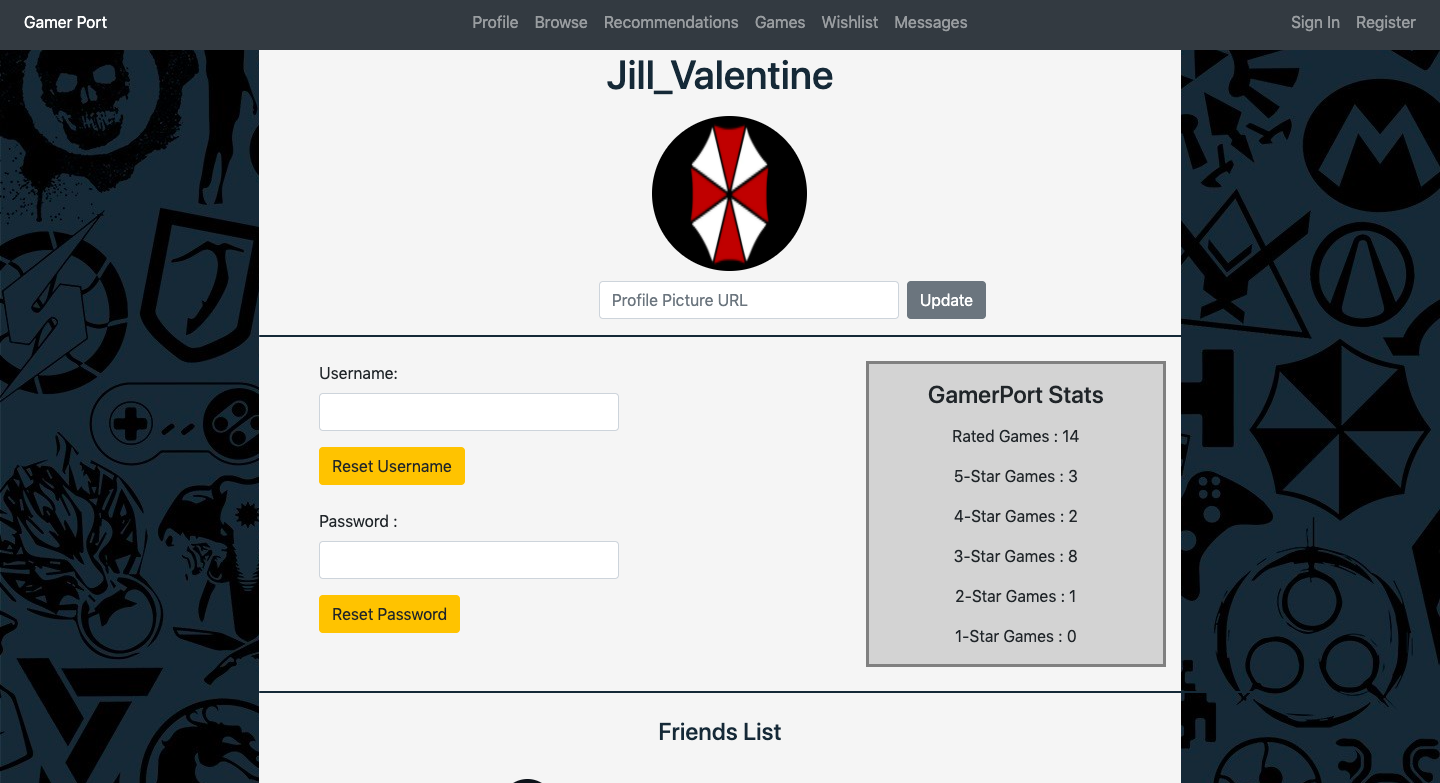 Gamer Port Profile Browse Recommendations Games Wishlist Messages Sign In Register
Jill_Valentine
Profile Picture URL Update
Username:
Reset Username
Password :
Reset Password
GamerPort Stats
Rated Games : 14
5-Star Games : 3
4-Star Games : 2
3-Star Games : 8
2-Star Games : 1
1-Star Games : 0
Friends List